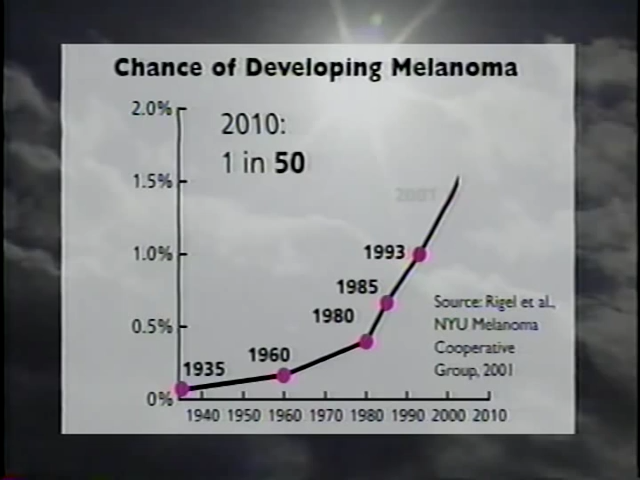 Chance of Developing Melanoma
2.0%
2010:
1 in 50
1.5%
2001
1993
1.0%
1985
1980
0.5%
Source: Rigel et al.,
NYU Melanoma
Cooperative
Group, 2001
1960
1935
0%
1940 1950 1960 1970 1980 1990 2000 2010